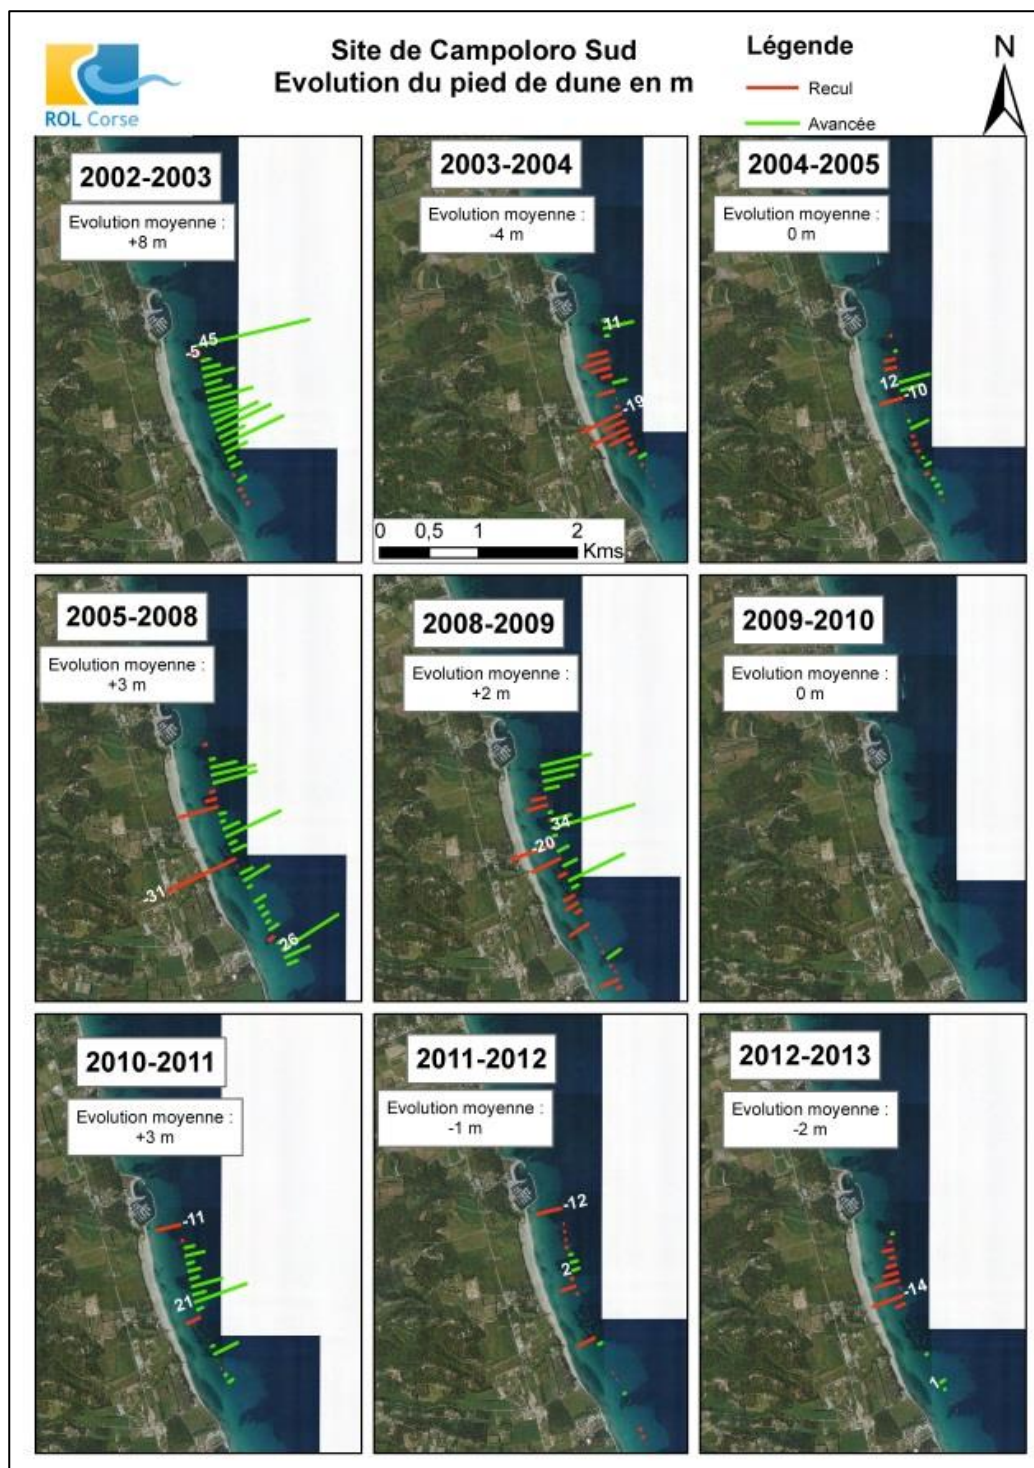 Site de Campoloro Sud
Evolution du pied de dune en m
Légende
Recul
Avancée
N
ROL Corse
2002-2003
Evolution moyenne :
+8 m
45
-5
2003-2004
Evolution moyenne :
-4 m
11
-19
0 0,5 1 2
Kms
2004-2005
Evolution moyenne :
0 m
12
-10
2005-2008
Evolution moyenne :
+3 m
-31
26
2008-2009
Evolution moyenne :
+2 m
34
-20
2009-2010
Evolution moyenne :
0 m
2010-2011
Evolution moyenne :
+3 m
-11
21
2011-2012
Evolution moyenne :
-1 m
-12
2
2012-2013
Evolution moyenne :
-2 m
-14
1